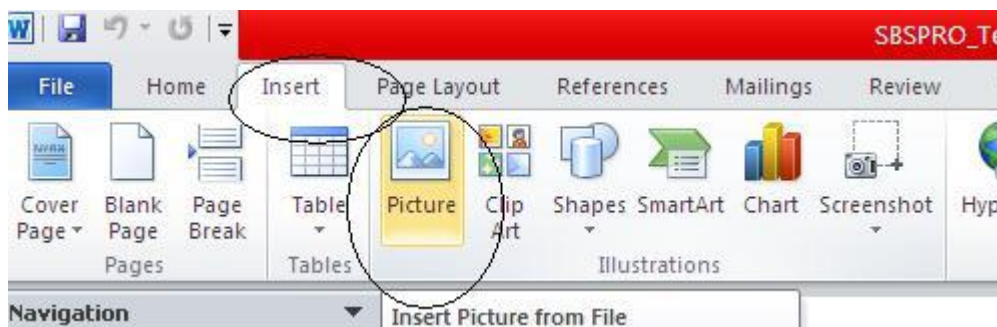 W
SBSPRO_Te
File Home Insert Page Layout References Mailings Review
Cover Page Blank Page Page Break Table Picture Clip Art Shapes SmartArt Chart Screenshot Hyp
Pages Tables Illustrations
Navigation
Insert Picture from File